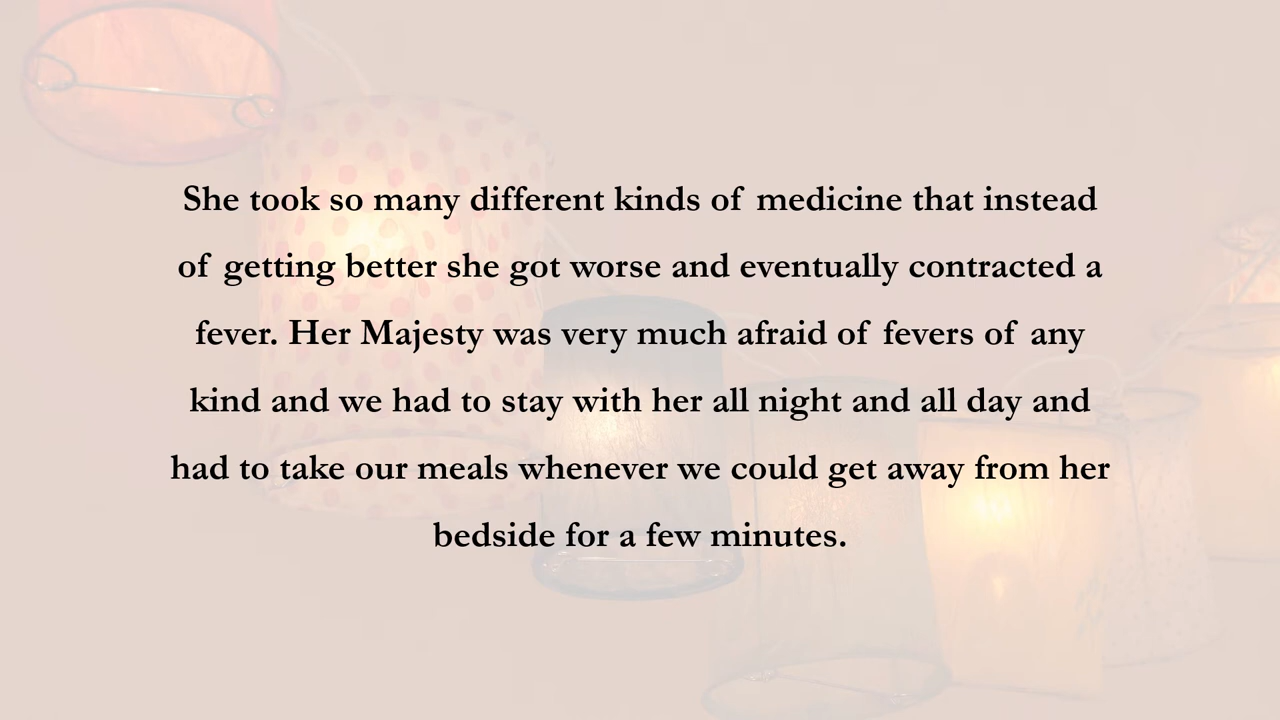 She took so many different kinds of medicine that instead
of getting better she got worse and eventually contracted a
fever. Her Majesty was very much afraid of fevers of any
kind and we had to stay with her all night and all day and
had to take our meals whenever we could get away from her
bedside for a few minutes.